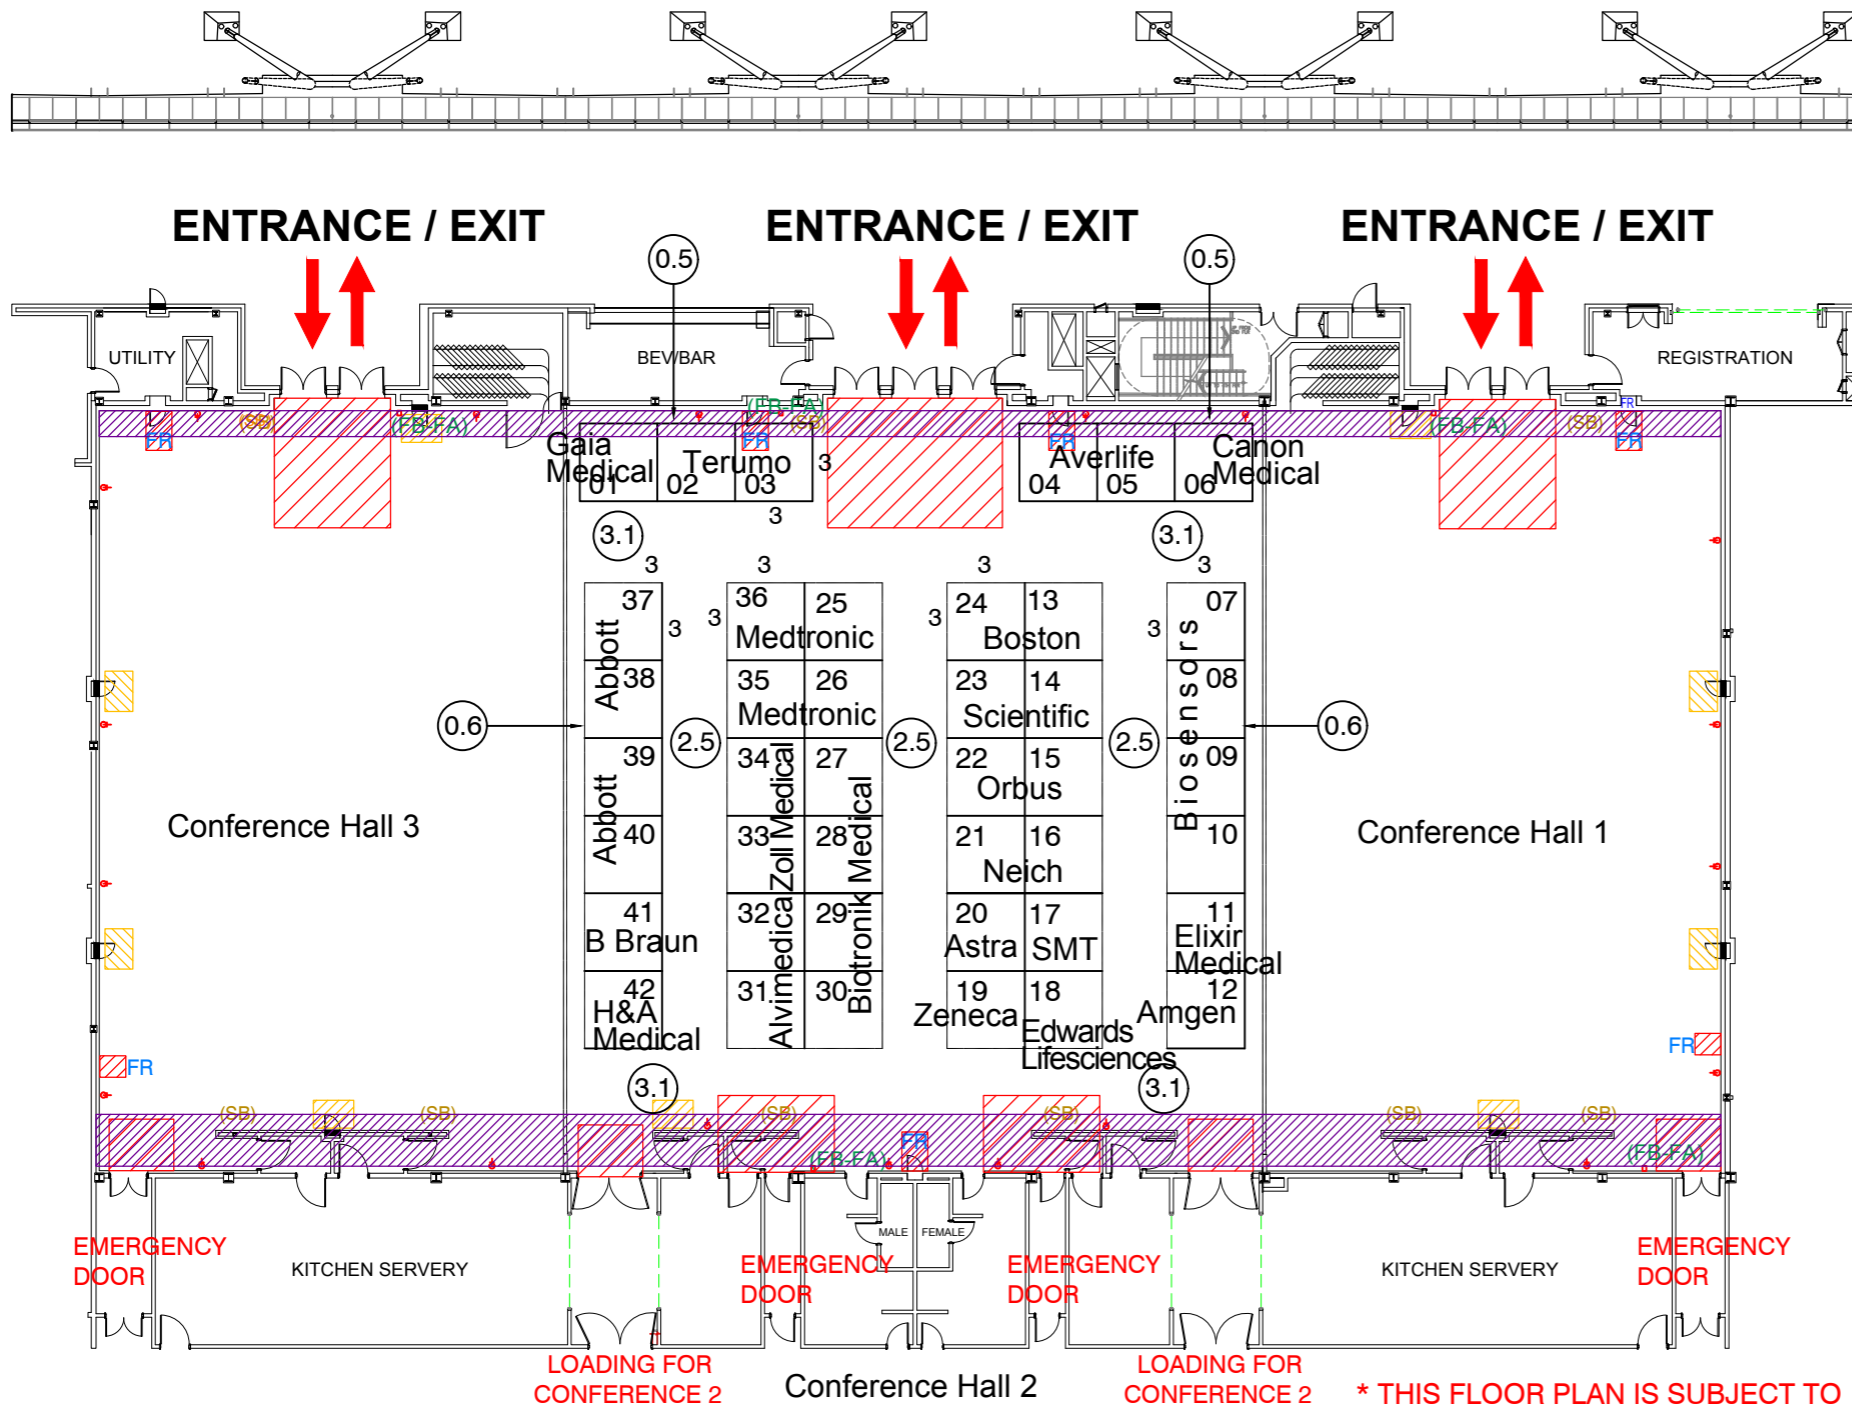 ENTRANCE / EXIT
ENTRANCE / EXIT
ENTRANCE / EXIT
0.5
0.5
UTILITY
BEV/BAR
REGISTRATION
(SB)
(FB-FA)
(FB-FA)
(SB)
(FB-FA)
(SB)
FR
FR
FR
FR
FR
FR
Gaia
Medical
01
Terumo
02
03
3
3
Averlife
04
05
Canon
Medical
06
3.1
3.1
3
3
3
3
37
36
25
24
13
07
3
3
3
3
Abbott
Medtronic
Boston
Biosensors
38
35
26
23
14
08
Medtronic
Scientific
0.6
0.6
2.5
2.5
2.5
39
34
27
22
15
09
Abbott
Zoll Medical
Biotronik Medical
Orbus
Conference Hall 3
Conference Hall 1
40
33
28
21
16
10
Neich
41
32
29
20
17
11
B Braun
Alvimedica
Astra
SMT
Elixir
Medical
42
31
30
19
18
12
H&A
Medical
Zeneca
Edwards
Lifesciences
Amgen
FR
FR
3.1
3.1
(SB)
(SB)
(SB)
(SB)
(SB)
(SB)
FR
(FB-FA)
(FB-FA)
MALE
FEMALE
EMERGENCY
DOOR
KITCHEN SERVERY
EMERGENCY
DOOR
EMERGENCY
DOOR
KITCHEN SERVERY
EMERGENCY
DOOR
LOADING FOR
CONFERENCE 2
Conference Hall 2
LOADING FOR
CONFERENCE 2
* THIS FLOOR PLAN IS SUBJECT TO